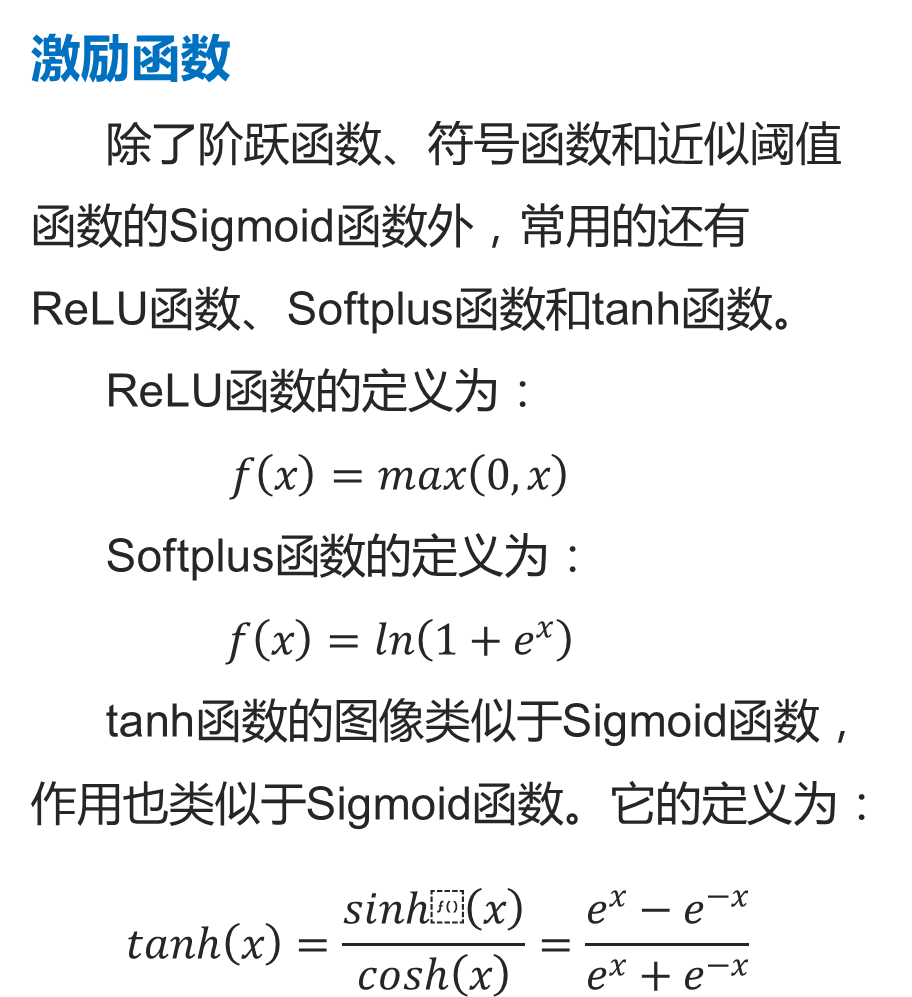 激励函数
除了阶跃函数、符号函数和近似阈值
函数的Sigmoid函数外，常用的还有
ReLU函数、Softplus函数和tanh函数。
ReLU函数的定义为：
f(x) = max(0, x)
Softplus函数的定义为：
f(x) = ln(1 + e^x)
tanh函数的图像类似于Sigmoid函数，
作用也类似于Sigmoid函数。它的定义为：
tanh(x) = sinh f()(x) / cosh(x) = (e^x − e^−x) / (e^x + e^−x)